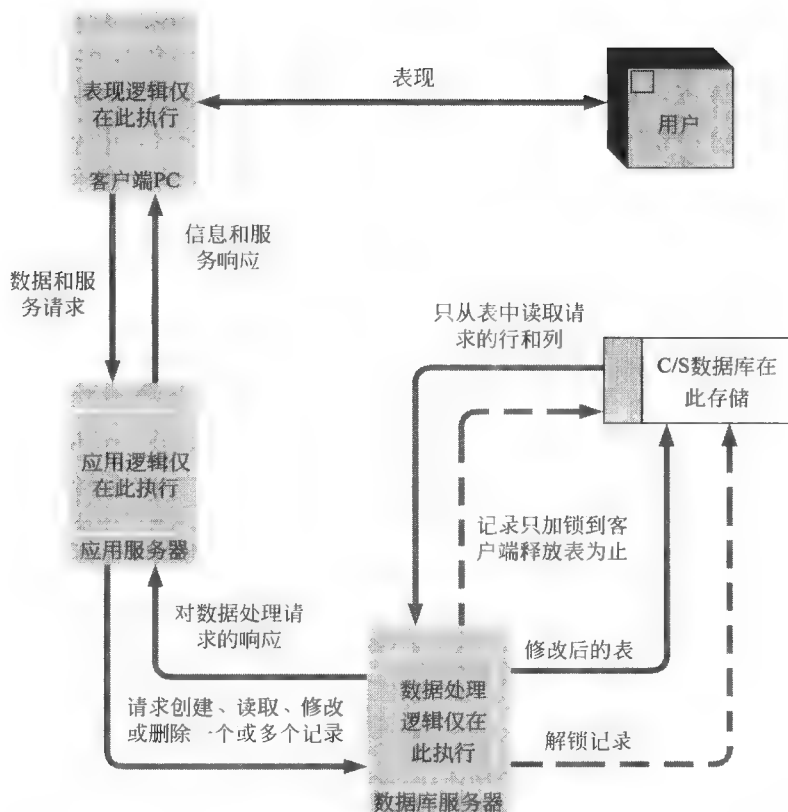 表现
表现逻辑仅
在此执行
用户
客户端PC
信息和服
务响应
数据和服
务请求
只从表中读取请
求的行和列
C/S数据库在
此存储
应用逻辑仅
在此执行
记录只加锁到客
户端释放表为止
应用服务器
对数据处理请
求的响应
修改后的表
数据处理
逻辑仅在
此执行
请求创建、读取、修改
或删除一个或多个记录
解锁记录
数据库服务器